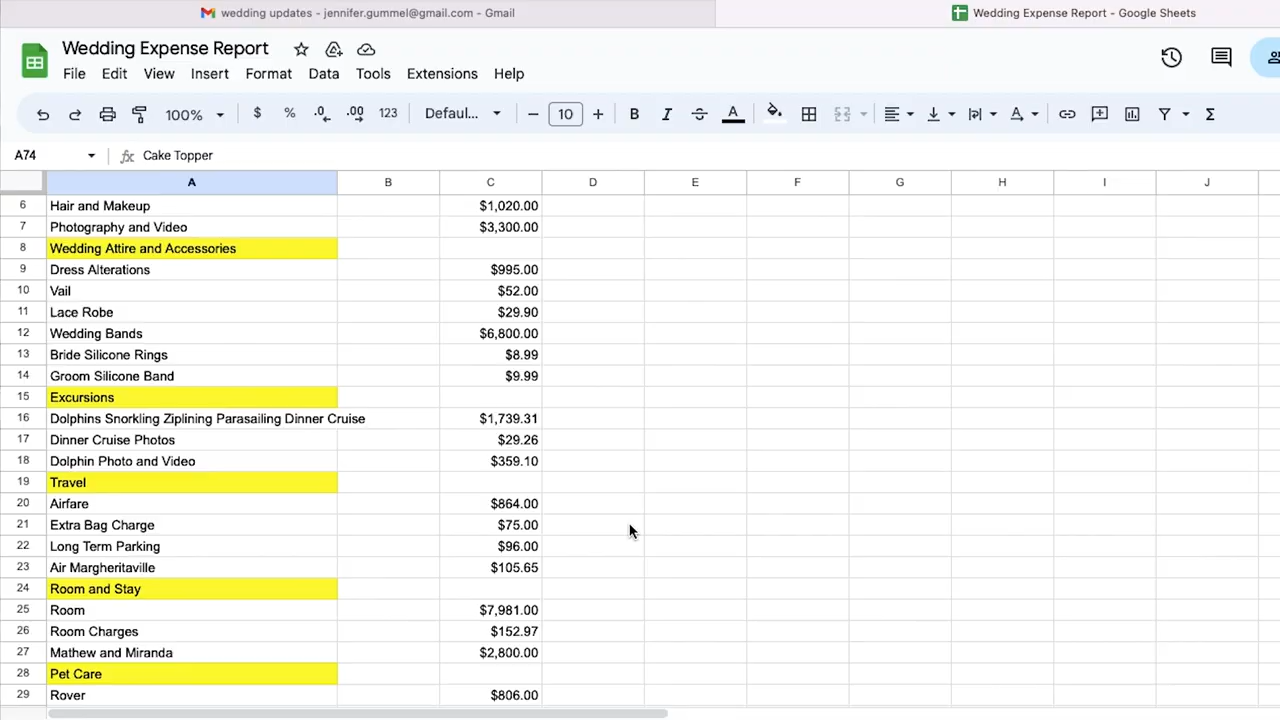 wedding updates - jennifer.gummel@gmail.com - Gmail
Wedding Expense Report - Google Sheets
Wedding Expense Report
File Edit View Insert Format Data Tools Extensions Help
100% $ % .0 .00 123 Defaul... − 10 + B I A A Σ
A74 fx Cake Topper
A B C D E F G H I J
6 Hair and Makeup $1,020.00
7 Photography and Video $3,300.00
8 Wedding Attire and Accessories
9 Dress Alterations $995.00
10 Vail $52.00
11 Lace Robe $29.90
12 Wedding Bands $6,800.00
13 Bride Silicone Rings $8.99
14 Groom Silicone Band $9.99
15 Excursions
16 Dolphins Snorkling Ziplining Parasailing Dinner Cruise $1,739.31
17 Dinner Cruise Photos $29.26
18 Dolphin Photo and Video $359.10
19 Travel
20 Airfare $864.00
21 Extra Bag Charge $75.00
22 Long Term Parking $96.00
23 Air Margheritaville $105.65
24 Room and Stay
25 Room $7,981.00
26 Room Charges $152.97
27 Mathew and Miranda $2,800.00
28 Pet Care
29 Rover $806.00